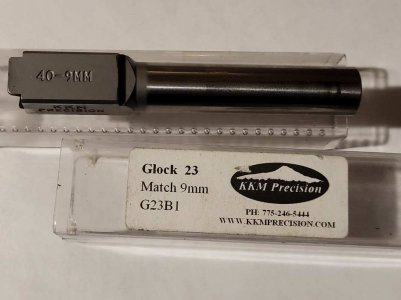 40-9MM
KKM
PRECISION
Glock 23
Match 9mm
G23B1
KKM Precision
PH: 775-246-5444
WWW.KKMPRECISION.COM